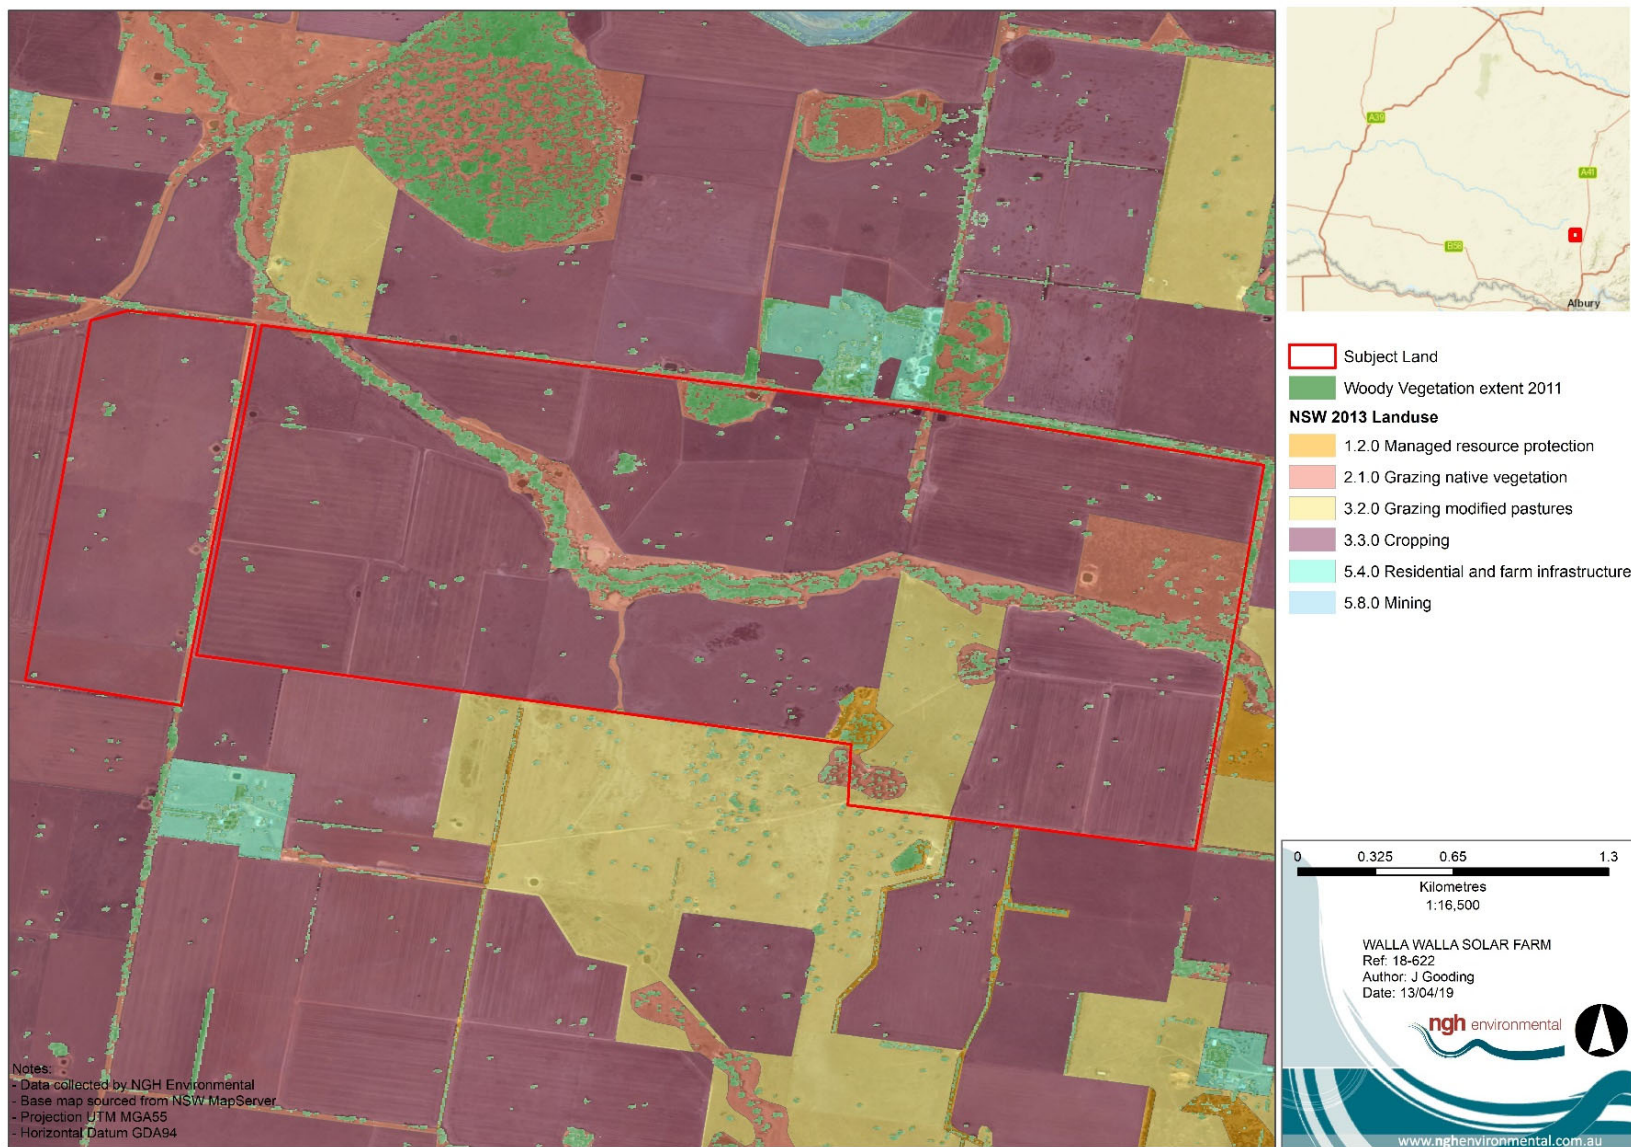 A39
A41
B58
Albury
Subject Land
Woody Vegetation extent 2011
NSW 2013 Landuse
1.2.0 Managed resource protection
2.1.0 Grazing native vegetation
3.2.0 Grazing modified pastures
3.3.0 Cropping
5.4.0 Residential and farm infrastructure
5.8.0 Mining
0 0.325 0.65 1.3
Kilometres
1:16,500
WALLA WALLA SOLAR FARM
Ref: 18-622
Author: J Gooding
Date: 13/04/19
ngh environmental
www.nghenvironmental.com.au
Notes:
- Data collected by NGH Environmental
- Base map sourced from NSW MapServer
- Projection UTM MGA55
- Horizontal Datum GDA94